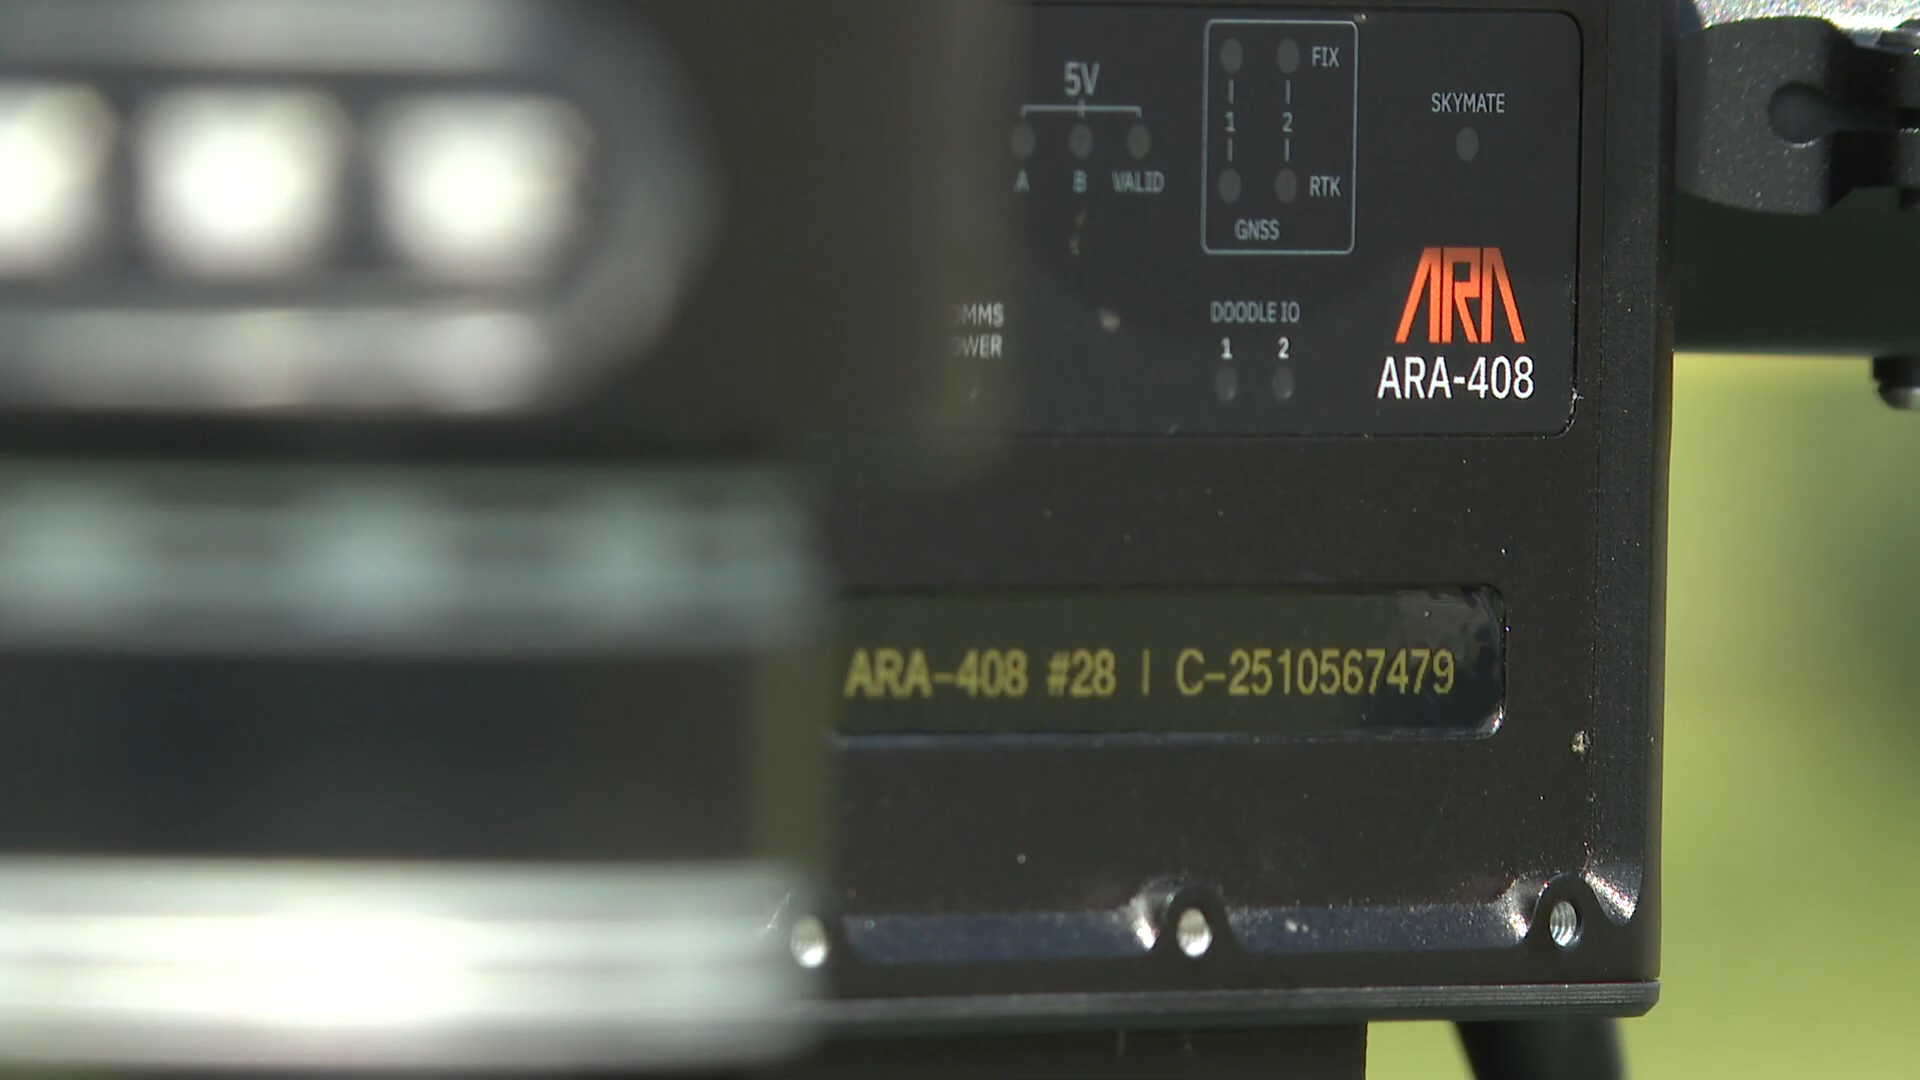 5V
A B VALID
FIX
1 2
RTK
GNSS
SKYMATE
DOODLE IO
1 2
ARA
ARA-408
ARA-408 #28 | C-2510567479